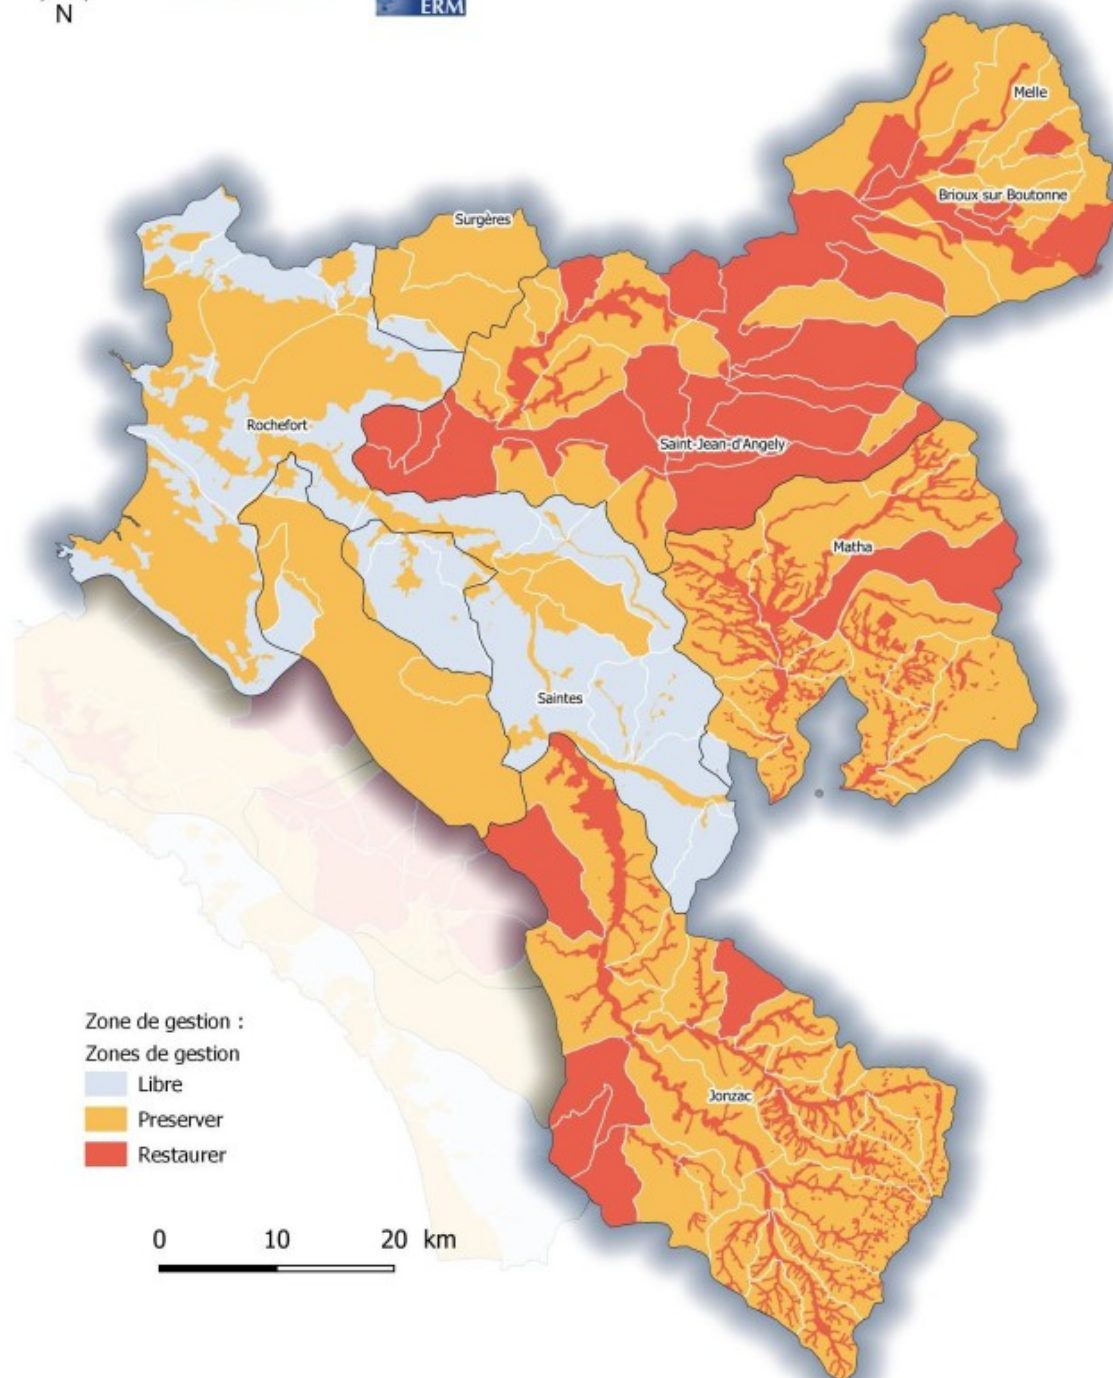 N
ERM
Melle
Brioux sur Boutonne
Surgères
Rochefort
Saint-Jean-d'Angely
Matha
Saintes
Jonzac
Zone de gestion :
Zones de gestion
Libre
Preserver
Restaurer
0 10 20 km